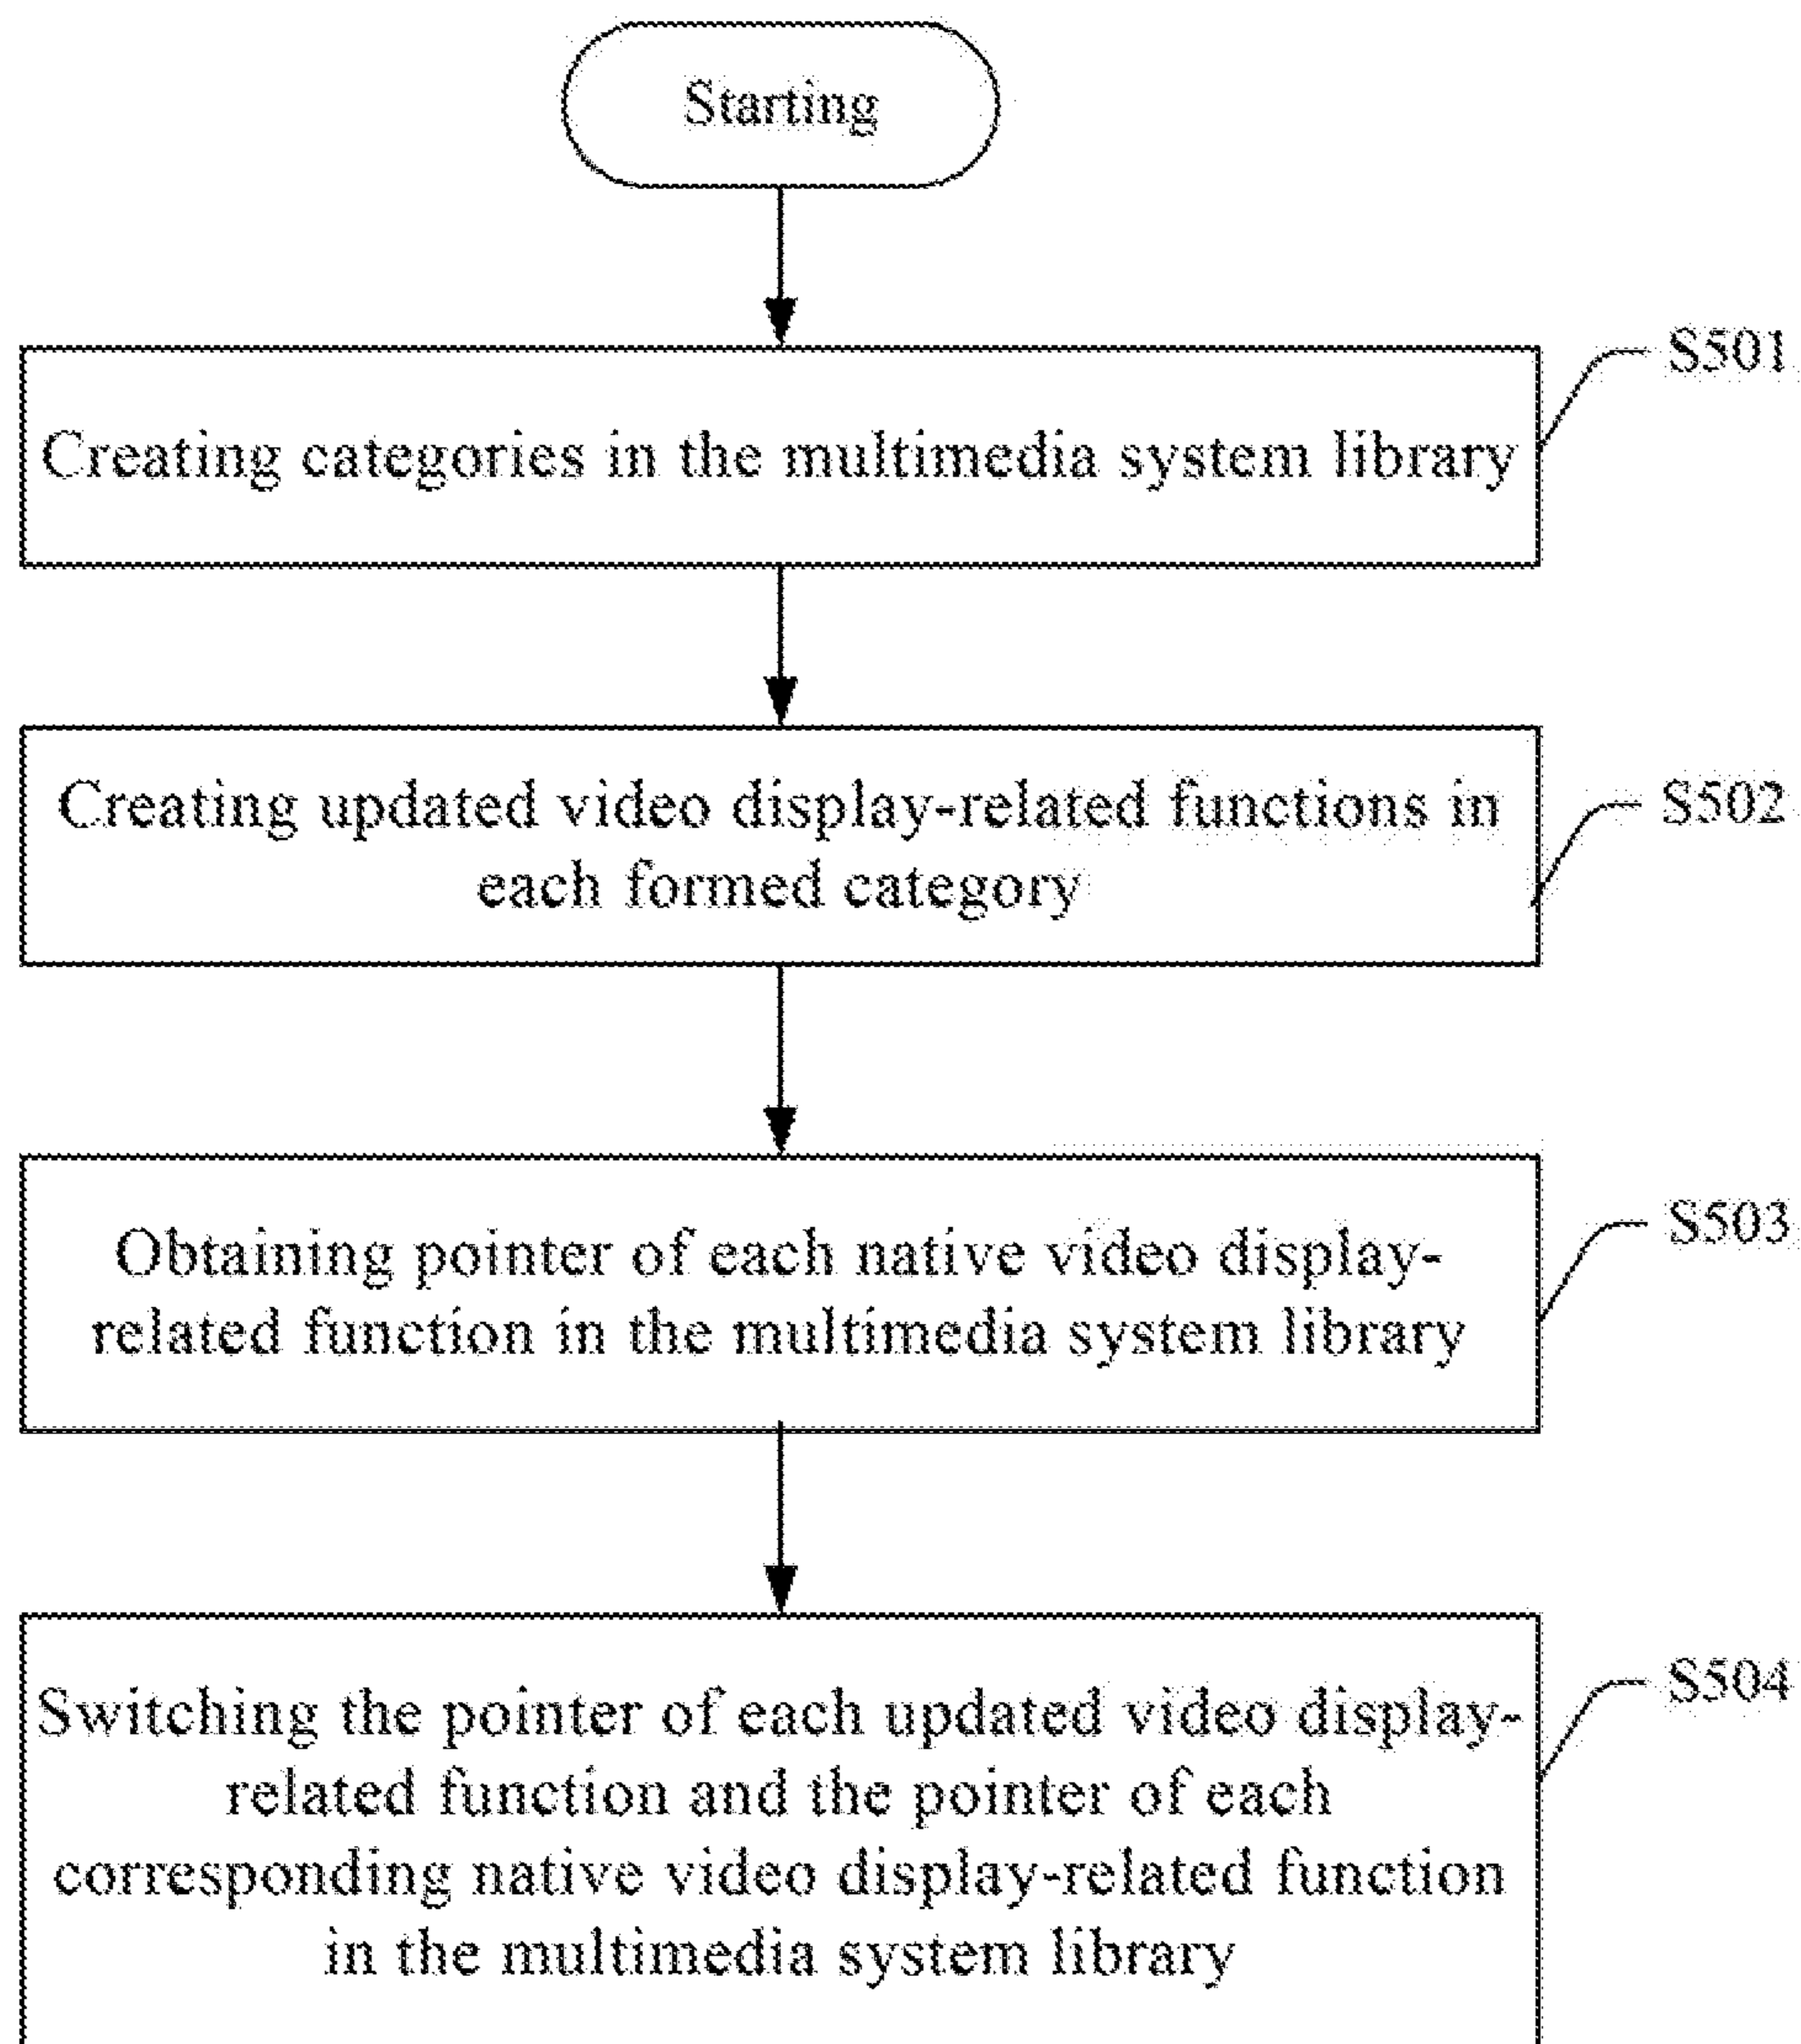 Starting
S501
Creating categories in the multimedia system library
Creating updated video display-related functions in
each formed category
S502
Obtaining pointer of each native video display-
related function in the multimedia system library
S503
Switching the pointer of each updated video display-
related function and the pointer of each
corresponding native video display-related function
in the multimedia system library
S504